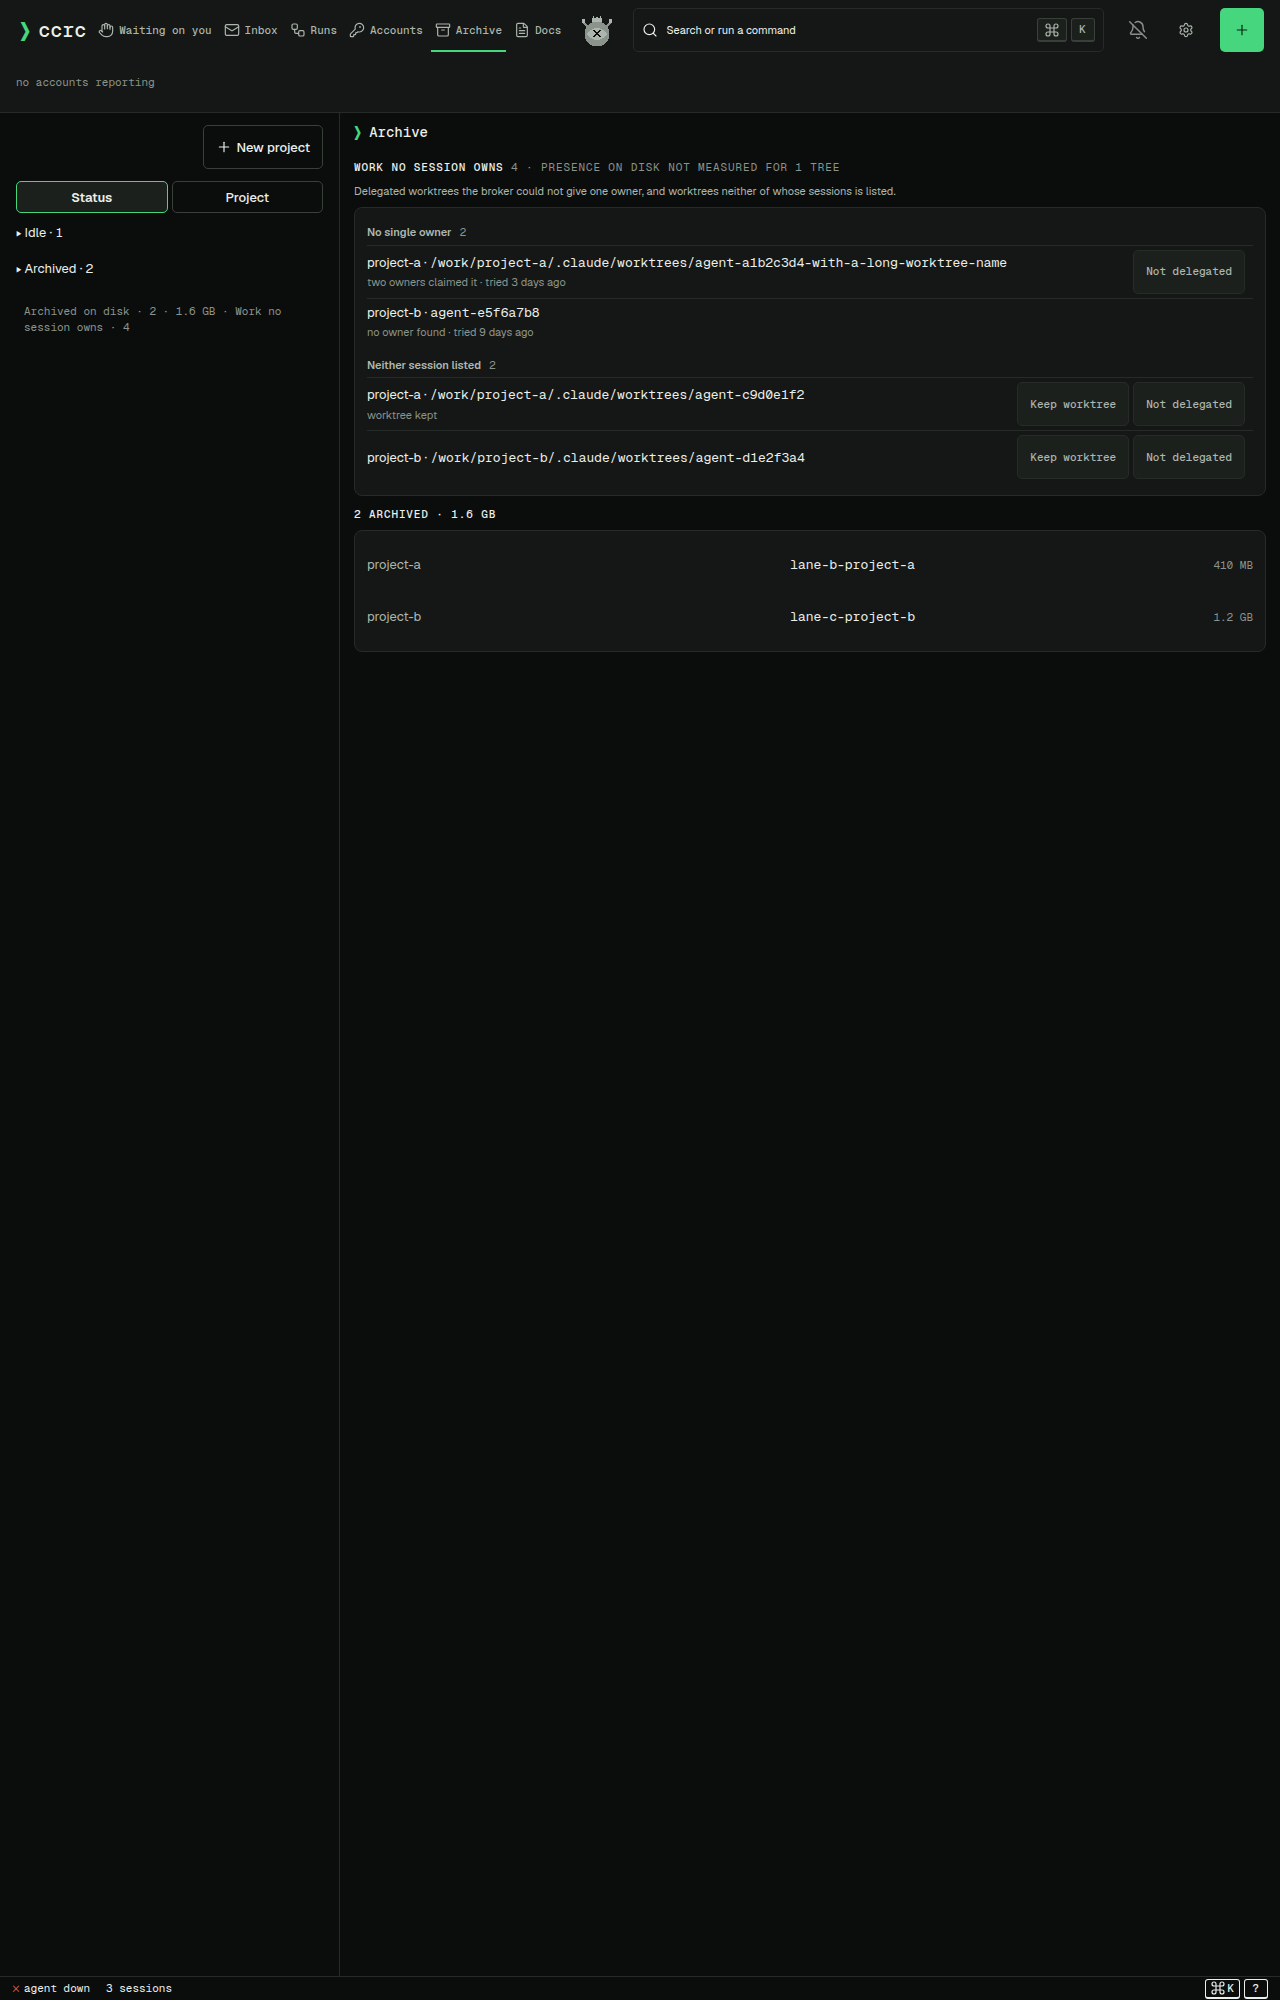 ❯ ccrc Waiting on you Inbox Runs Accounts Archive Docs Search or run a command ⌘ K +
no accounts reporting
+ New project
Status Project
▸ Idle · 1
▸ Archived · 2
Archived on disk · 2 · 1.6 GB · Work no
session owns · 4
❯ Archive
WORK NO SESSION OWNS 4 · PRESENCE ON DISK NOT MEASURED FOR 1 TREE
Delegated worktrees the broker could not give one owner, and worktrees neither of whose sessions is listed.
No single owner 2
project-a · /work/project-a/.claude/worktrees/agent-a1b2c3d4-with-a-long-worktree-name Not delegated
two owners claimed it · tried 3 days ago
project-b · agent-e5f6a7b8
no owner found · tried 9 days ago
Neither session listed 2
project-a · /work/project-a/.claude/worktrees/agent-c9d0e1f2 Keep worktree Not delegated
worktree kept
project-b · /work/project-b/.claude/worktrees/agent-d1e2f3a4 Keep worktree Not delegated
2 ARCHIVED · 1.6 GB
project-a lane-b-project-a 410 MB
project-b lane-c-project-b 1.2 GB
× agent down 3 sessions ⌘K ?